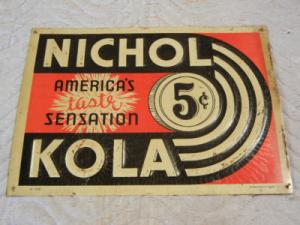 NICHOL
AMERICA'S
taste
SENSATION
5¢
KOLA